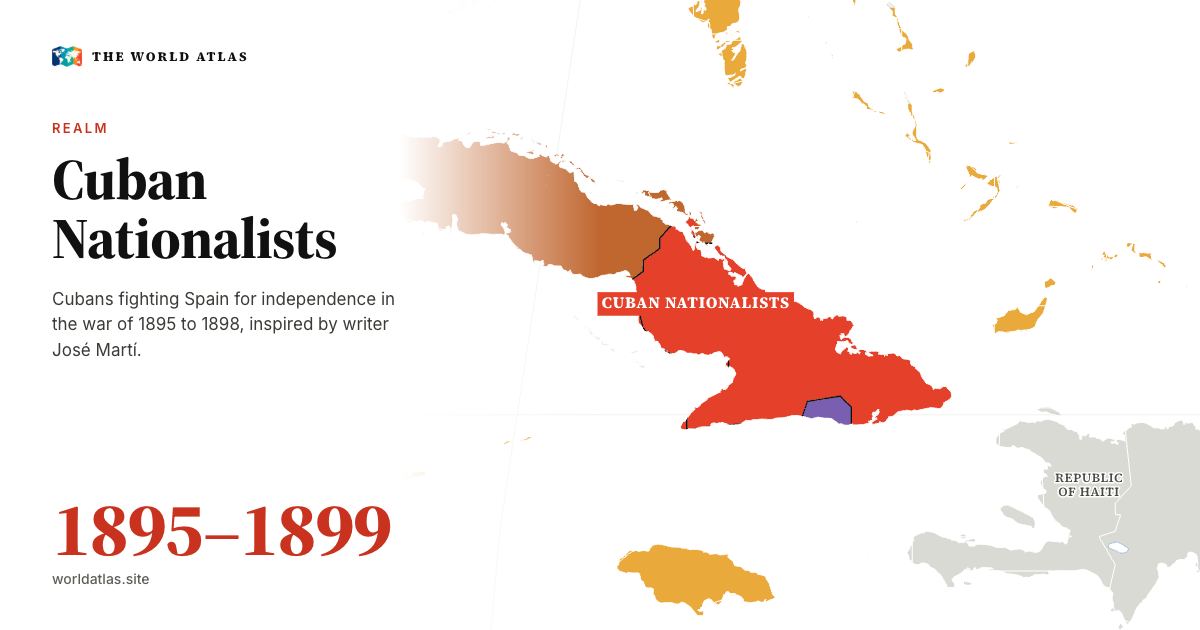 THE WORLD ATLAS
REALM
Cuban
Nationalists
Cubans fighting Spain for independence in
the war of 1895 to 1898, inspired by writer
José Martí.
1895–1899
worldatlas.site
CUBAN NATIONALISTS
REPUBLIC
OF HAITI